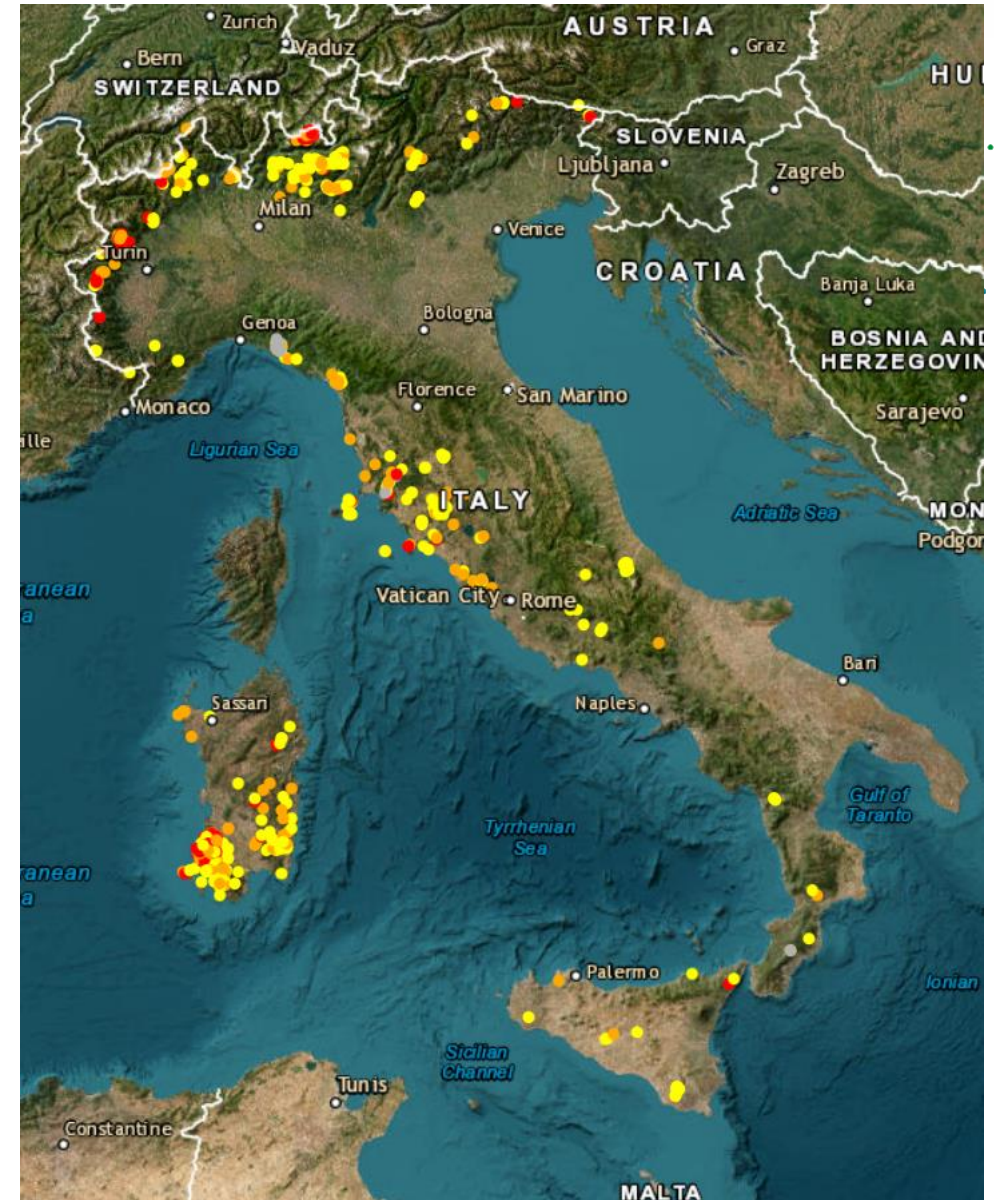 AUSTRIA
Zurich
Vaduz
Graz
Bern
SWITZERLAND
HU
SLOVENIA
Ljubljana
Zagreb
Milan
Venice
Turin
CROATIA
Banja Luka
Genoa
Bologna
BOSNIA AND
HERZEGOVIN
Florence
San Marino
Monaco
Sarajevo
ille
Ligurian Sea
ITALY
Adriatic Sea
MON
Podgor
ranean
a
Vatican City
Rome
Bari
Sassari
Naples
Gulf of
Taranto
Tyrrhenian
Sea
ranean
a
Palermo
Ionian
Sicilian
Channel
Tunis
Constantine
MALTA